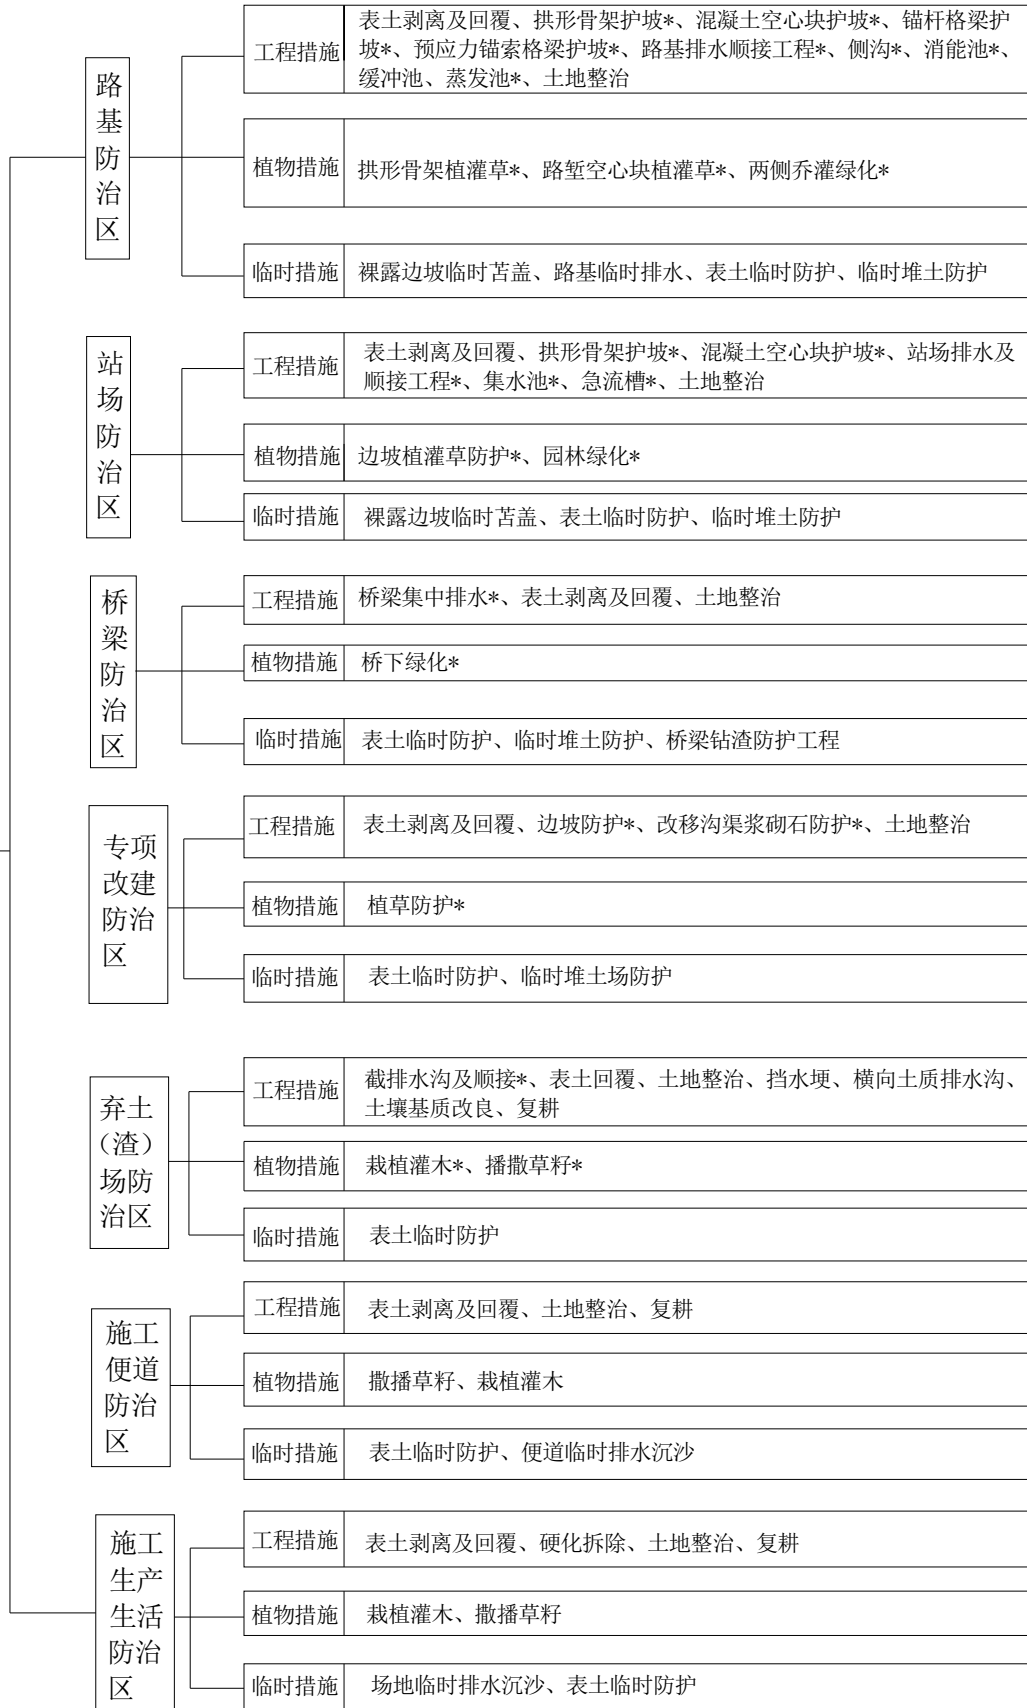 路基防治区
工程措施
表土剥离及回覆、拱形骨架护坡*、混凝土空心块护坡*、锚杆格梁护
坡*、预应力锚索格梁护坡*、路基排水顺接工程*、侧沟*、消能池*、
缓冲池、蒸发池*、土地整治
植物措施
拱形骨架植灌草*、路堑空心块植灌草*、两侧乔灌绿化*
临时措施
裸露边坡临时苫盖、路基临时排水、表土临时防护、临时堆土防护
站场防治区
工程措施
表土剥离及回覆、拱形骨架护坡*、混凝土空心块护坡*、站场排水及
顺接工程*、集水池*、急流槽*、土地整治
植物措施
边坡植灌草防护*、园林绿化*
临时措施
裸露边坡临时苫盖、表土临时防护、临时堆土防护
桥梁防治区
工程措施
桥梁集中排水*、表土剥离及回覆、土地整治
植物措施
桥下绿化*
临时措施
表土临时防护、临时堆土防护、桥梁钻渣防护工程
专项
改建
防治
区
工程措施
表土剥离及回覆、边坡防护*、改移沟渠浆砌石防护*、土地整治
植物措施
植草防护*
临时措施
表土临时防护、临时堆土场防护
弃土
（渣）
场防
治区
工程措施
截排水沟及顺接*、表土回覆、土地整治、挡水埂、横向土质排水沟、
土壤基质改良、复耕
植物措施
栽植灌木*、播撒草籽*
临时措施
表土临时防护
施工
便道
防治
区
工程措施
表土剥离及回覆、土地整治、复耕
植物措施
撒播草籽、栽植灌木
临时措施
表土临时防护、便道临时排水沉沙
施工
生产
生活
防治
区
工程措施
表土剥离及回覆、硬化拆除、土地整治、复耕
植物措施
栽植灌木、撒播草籽
临时措施
场地临时排水沉沙、表土临时防护